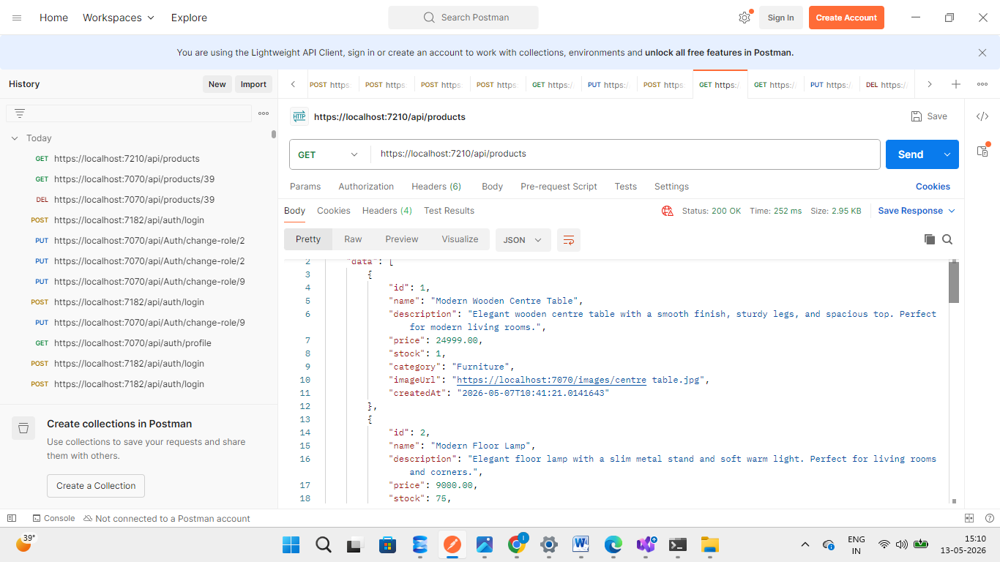 Home Workspaces Explore Search Postman Sign In Create Account
You are using the Lightweight API Client, sign in or create an account to work with collections, environments and unlock all free features in Postman.
History New Import
POST https: POST https: POST https: POST https: GET https:/ PUT https:/ POST https: GET https:/ GET https:/ PUT https:/ DEL https:/
Today
GET https://localhost:7210/api/products
GET https://localhost:7070/api/products/39
DEL https://localhost:7070/api/products/39
POST https://localhost:7182/api/auth/login
PUT https://localhost:7070/api/Auth/change-role/2
PUT https://localhost:7070/api/Auth/change-role/2
PUT https://localhost:7070/api/Auth/change-role/9
POST https://localhost:7182/api/auth/login
PUT https://localhost:7070/api/Auth/change-role/9
GET https://localhost:7070/api/auth/profile
POST https://localhost:7182/api/auth/login
POST https://localhost:7182/api/auth/login
Create collections in Postman
Use collections to save your requests and share
them with others.
Create a Collection
HTTP https://localhost:7210/api/products Save
GET https://localhost:7210/api/products Send
Params Authorization Headers (6) Body Pre-request Script Tests Settings Cookies
Body Cookies Headers (4) Test Results Status: 200 OK Time: 252 ms Size: 2.95 KB Save Response
Pretty Raw Preview Visualize JSON
2 "data": [
3 {
4 "id": 1,
5 "name": "Modern Wooden Centre Table",
6 "description": "Elegant wooden centre table with a smooth finish, sturdy legs, and spacious top. Perfect
for modern living rooms.",
7 "price": 24999.00,
8 "stock": 1,
9 "category": "Furniture",
10 "imageUrl": "https://localhost:7070/images/centre table.jpg",
11 "createdAt": "2026-05-07T10:41:21.0141643"
12 },
13 {
14 "id": 2,
15 "name": "Modern Floor Lamp",
16 "description": "Elegant floor lamp with a slim metal stand and soft warm light. Perfect for living rooms
and corners.",
17 "price": 9000.00,
18 "stock": 75,
Console Not connected to a Postman account
39°
ENG
IN
15:10
13-05-2026